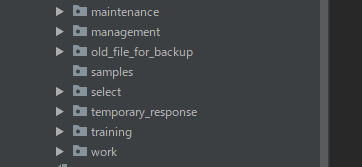 maintenance
management
old_file_for_backup
samples
select
temporary_response
training
work